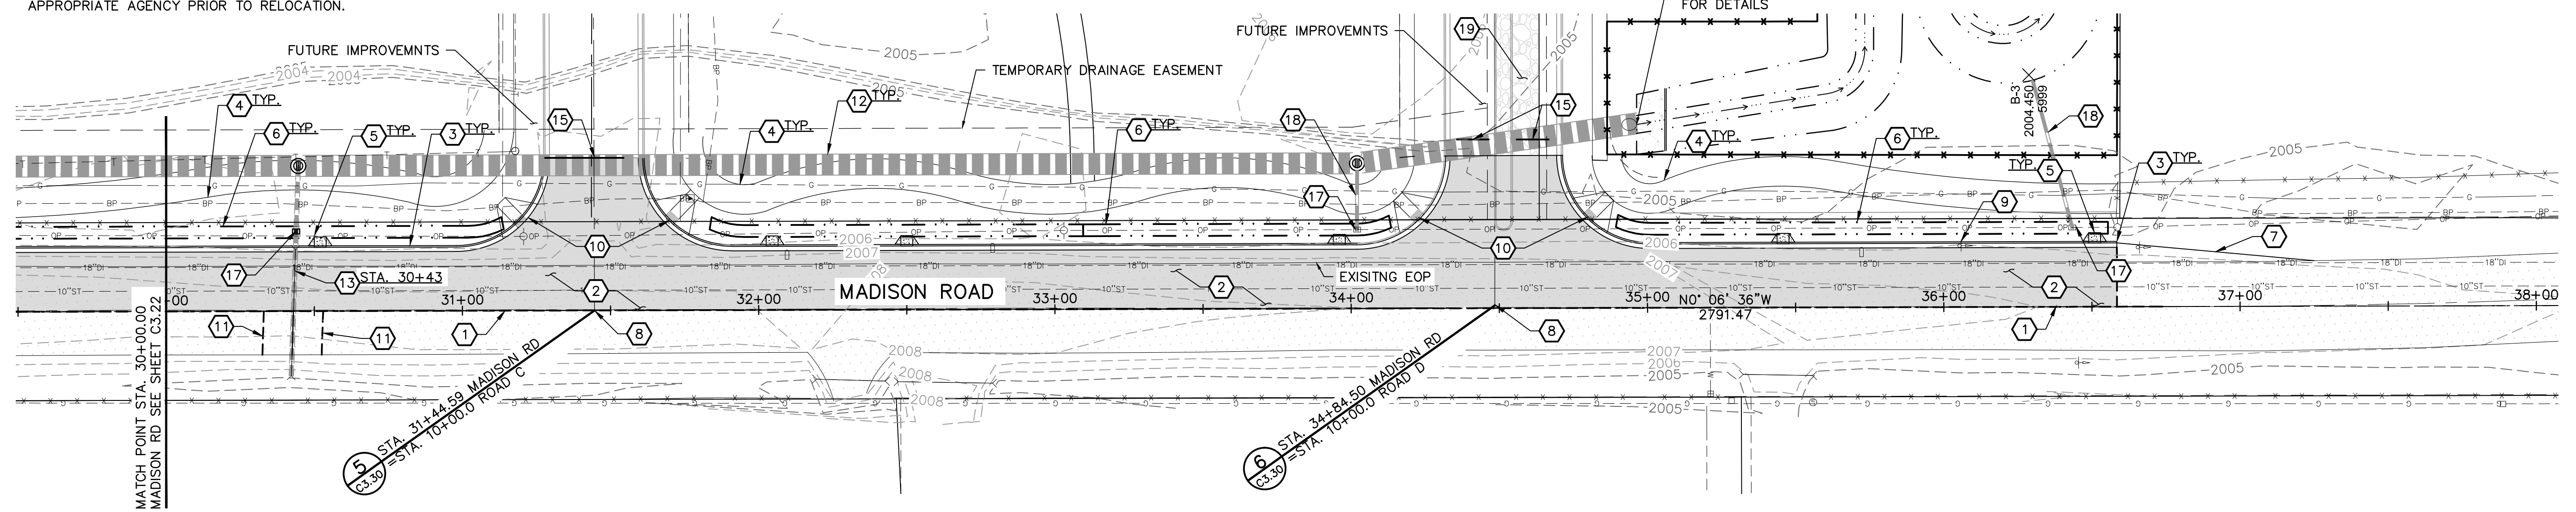 APPROPRIATE AGENCY PRIOR TO RELOCATION.
FOR DETAILS
FUTURE IMPROVEMNTS
FUTURE IMPROVEMNTS
19
2005
2005
2004
2004
TEMPORARY DRAINAGE EASEMENT
2005
4 TYP.
6 TYP.
5 TYP.
3 TYP.
15
12 TYP.
4 TYP.
18
6 TYP.
15
4 TYP.
6 TYP.
B-3
2004.450
5999
18
TYP.
5
3 TYP.
2005
17
10
17
10
2005
9
7
17
2006
2007
2008
2006
2007
17
13 STA. 30+43
2
EXISITNG EOP
2
2
18"DI
10"ST
MADISON ROAD
+00
31+00
32+00
33+00
34+00
35+00
36+00
37+00
38+00
N0° 06' 36"W
2791.47
11
11
1
8
8
1
2008
2008
2008
2007
2006
2005
2005
2005
MATCH POINT STA. 30+00.00
MADISON RD SEE SHEET C3.22
5
C3.30
STA. 31+44.59 MADISON RD
=STA. 10+00.0 ROAD C
6
C3.30
STA. 34+84.50 MADISON RD
=STA. 10+00.0 ROAD D